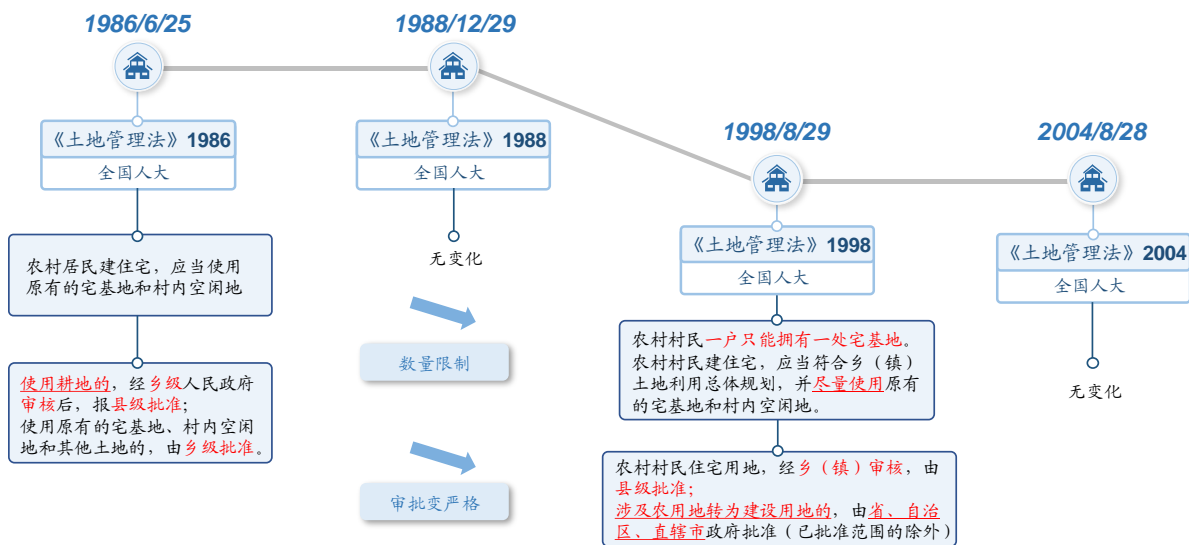 1986/6/25
1988/12/29
《土地管理法》1986
全国人大
《土地管理法》1988
全国人大
1998/8/29
2004/8/28
农村居民建住宅，应当使用
原有的宅基地和村内空闲地
无变化
《土地管理法》1998
全国人大
《土地管理法》2004
全国人大
使用耕地的，经乡级人民政府
审核后，报县级批准；
使用原有的宅基地、村内空闲
地和其他土地的，由乡级批准。
数量限制
农村村民一户只能拥有一处宅基地。
农村村民建住宅，应当符合乡（镇）
土地利用总体规划，并尽量使用原有
的宅基地和村内空闲地。
无变化
审批变严格
农村村民住宅用地，经乡（镇）审核，由
县级批准；
涉及农用地转为建设用地的，由省、自治
区、直辖市政府批准（已批准范围的除外）